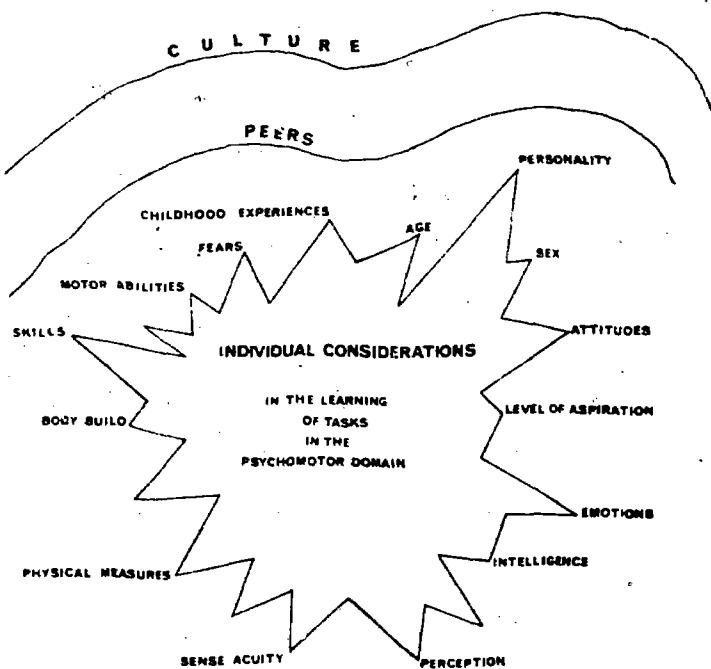 CULTURE
PEERS
PERSONALITY
CHILDHOOD EXPERIENCES
AGE
FEARS
SEX
MOTOR ABILITIES
SKILLS
ATTITUDES
INDIVIDUAL CONSIDERATIONS
IN THE LEARNING
OF TASKS
IN THE
PSYCHOMOTOR DOMAIN
LEVEL OF ASPIRATION
BODY BUILD
EMOTIONS
INTELLIGENCE
PHYSICAL MEASURES
SENSE ACUITY
PERCEPTION